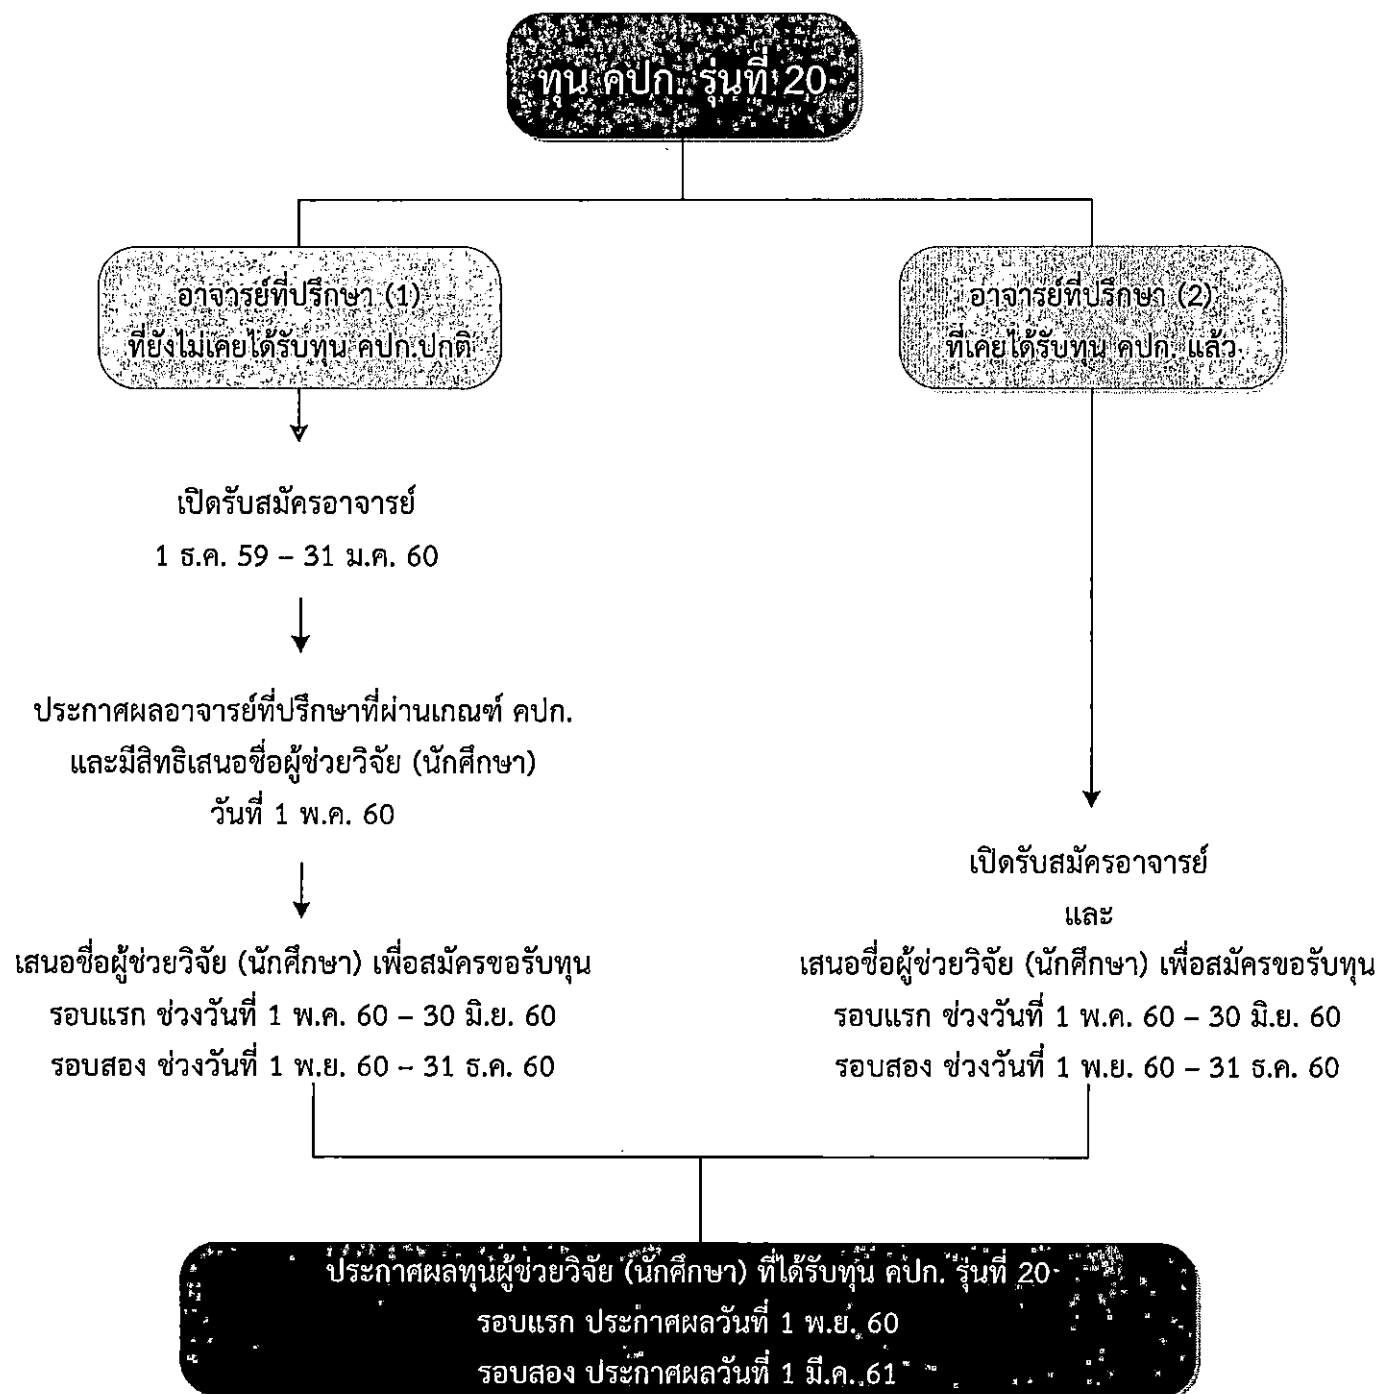 ทุน คปก. รุ่นที่ 20
อาจารย์ที่ปรึกษา (1)
ที่ยังไม่เคยได้รับทุน คปก.ปกติ
เปิดรับสมัครอาจารย์
1 ธ.ค. 59 – 31 ม.ค. 60
ประกาศผลอาจารย์ที่ปรึกษาที่ผ่านเกณฑ์ คปก.
และมีสิทธิเสนอชื่อผู้ช่วยวิจัย (นักศึกษา)
วันที่ 1 พ.ค. 60
เสนอชื่อผู้ช่วยวิจัย (นักศึกษา) เพื่อสมัครขอรับทุน
รอบแรก ช่วงวันที่ 1 พ.ค. 60 – 30 มิ.ย. 60
รอบสอง ช่วงวันที่ 1 พ.ย. 60 – 31 ธ.ค. 60
อาจารย์ที่ปรึกษา (2)
ที่เคยได้รับทุน คปก. แล้ว
เปิดรับสมัครอาจารย์
และ
เสนอชื่อผู้ช่วยวิจัย (นักศึกษา) เพื่อสมัครขอรับทุน
รอบแรก ช่วงวันที่ 1 พ.ค. 60 – 30 มิ.ย. 60
รอบสอง ช่วงวันที่ 1 พ.ย. 60 – 31 ธ.ค. 60
ประกาศผลทุนผู้ช่วยวิจัย (นักศึกษา) ที่ได้รับทุน คปก. รุ่นที่ 20
รอบแรก ประกาศผลวันที่ 1 พ.ย. 60
รอบสอง ประกาศผลวันที่ 1 มี.ค. 61